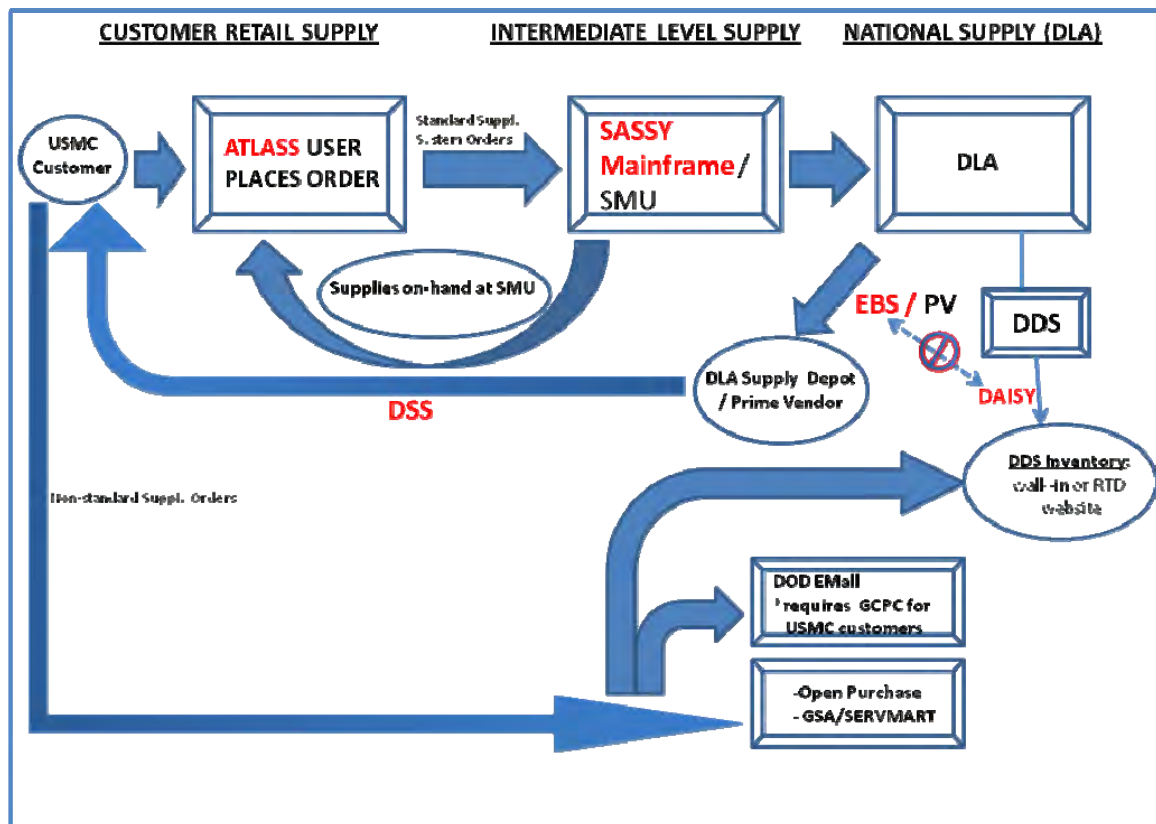 CUSTOMER RETAIL SUPPLY
INTERMEDIATE LEVEL SUPPLY
NATIONAL SUPPLY (DLA)
USMC
Customer
ATLASS USER
PLACES ORDER
Standard Suppl.
S. stem Orders
SASSY
Mainframe/
SMU
DLA
Supplies on-hand at SMU
EBS / PV
DDS
DLA Supply Depot
/ Prime Vendor
DAISY
DSS
Non-standard Suppl. Orders
DDS Inventory:
or RTD
website
DOD EMall
* requires GCPC for
USMC customers
-Open Purchase
- GSA/SERVMART